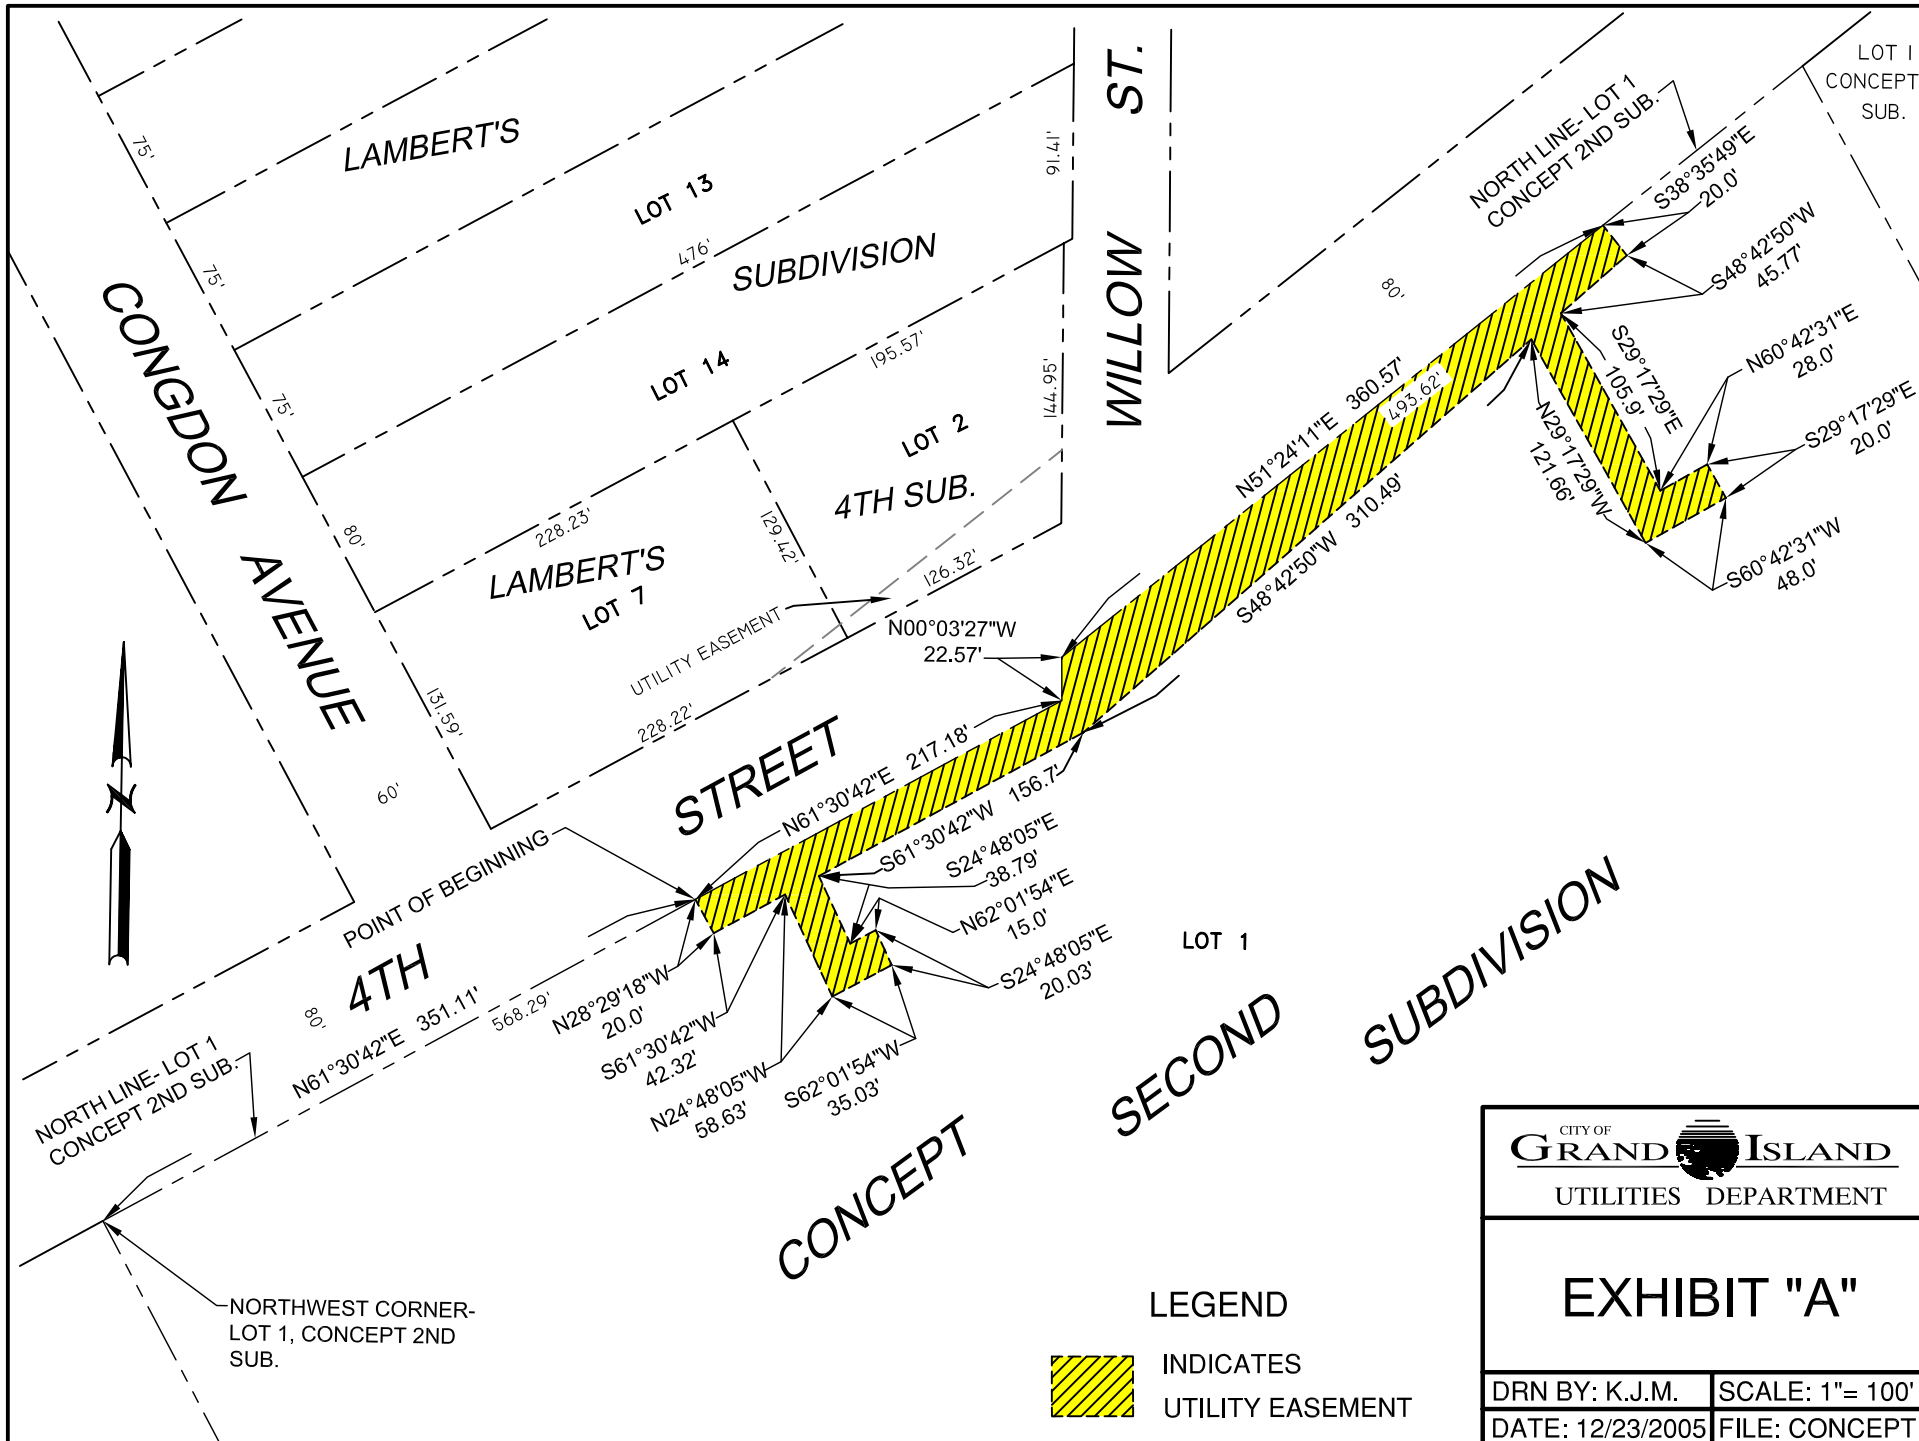 LOT 1
CONCEPT
SUB.
WILLOW ST.
NORTH LINE- LOT 1
CONCEPT 2ND SUB.
S38°35'49"E
20.0'
S48°42'50"W
45.77'
N60°42'31"E
28.0'
S29°17'29"E
20.0'
S29°17'29"E
105.9'
N29°17'29"W
121.66'
S60°42'31"W
48.0'
80'
75'
LAMBERT'S
LOT 13
476'
SUBDIVISION
91.41'
75'
LOT 14
195.57'
144.95'
75'
LOT 2
4TH SUB.
CONGDON AVENUE
80'
228.23'
129.42'
126.32'
LAMBERT'S
LOT 7
UTILITY EASEMENT
131.59'
228.22'
60'
N00°03'27"W
22.57'
N51°24'11"E 360.57'
493.62'
S48°42'50"W 310.49'
N
4TH STREET
N61°30'42"E 217.18'
S61°30'42"W 156.7'
POINT OF BEGINNING
S24°48'05"E
38.79'
N62°01'54"E
15.0'
S24°48'05"E
20.03'
LOT 1
80'
N61°30'42"E 351.11'
568.29'
N28°29'18"W
20.0'
S61°30'42"W
42.32'
N24°48'05"W
58.63'
S62°01'54"W
35.03'
NORTH LINE- LOT 1
CONCEPT 2ND SUB.
CONCEPT SECOND SUBDIVISION
NORTHWEST CORNER-
LOT 1, CONCEPT 2ND
SUB.
LEGEND
INDICATES
UTILITY EASEMENT
CITY OF
GRAND ISLAND
UTILITIES DEPARTMENT
EXHIBIT "A"
DRN BY: K.J.M.
SCALE: 1"= 100'
DATE: 12/23/2005
FILE: CONCEPT